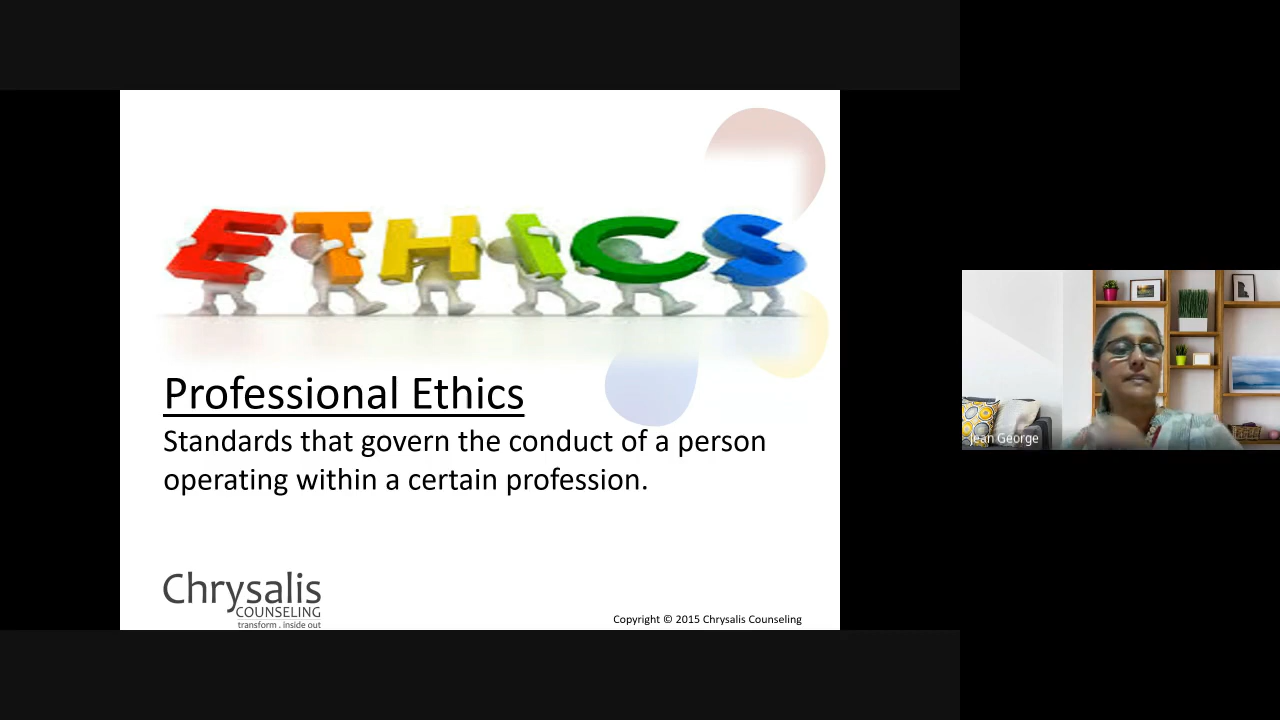 ETHICS
Professional Ethics
Standards that govern the conduct of a person
operating within a certain profession.
Chrysalis
COUNSELING
transform . inside out
Copyright © 2015 Chrysalis Counseling
Jean George